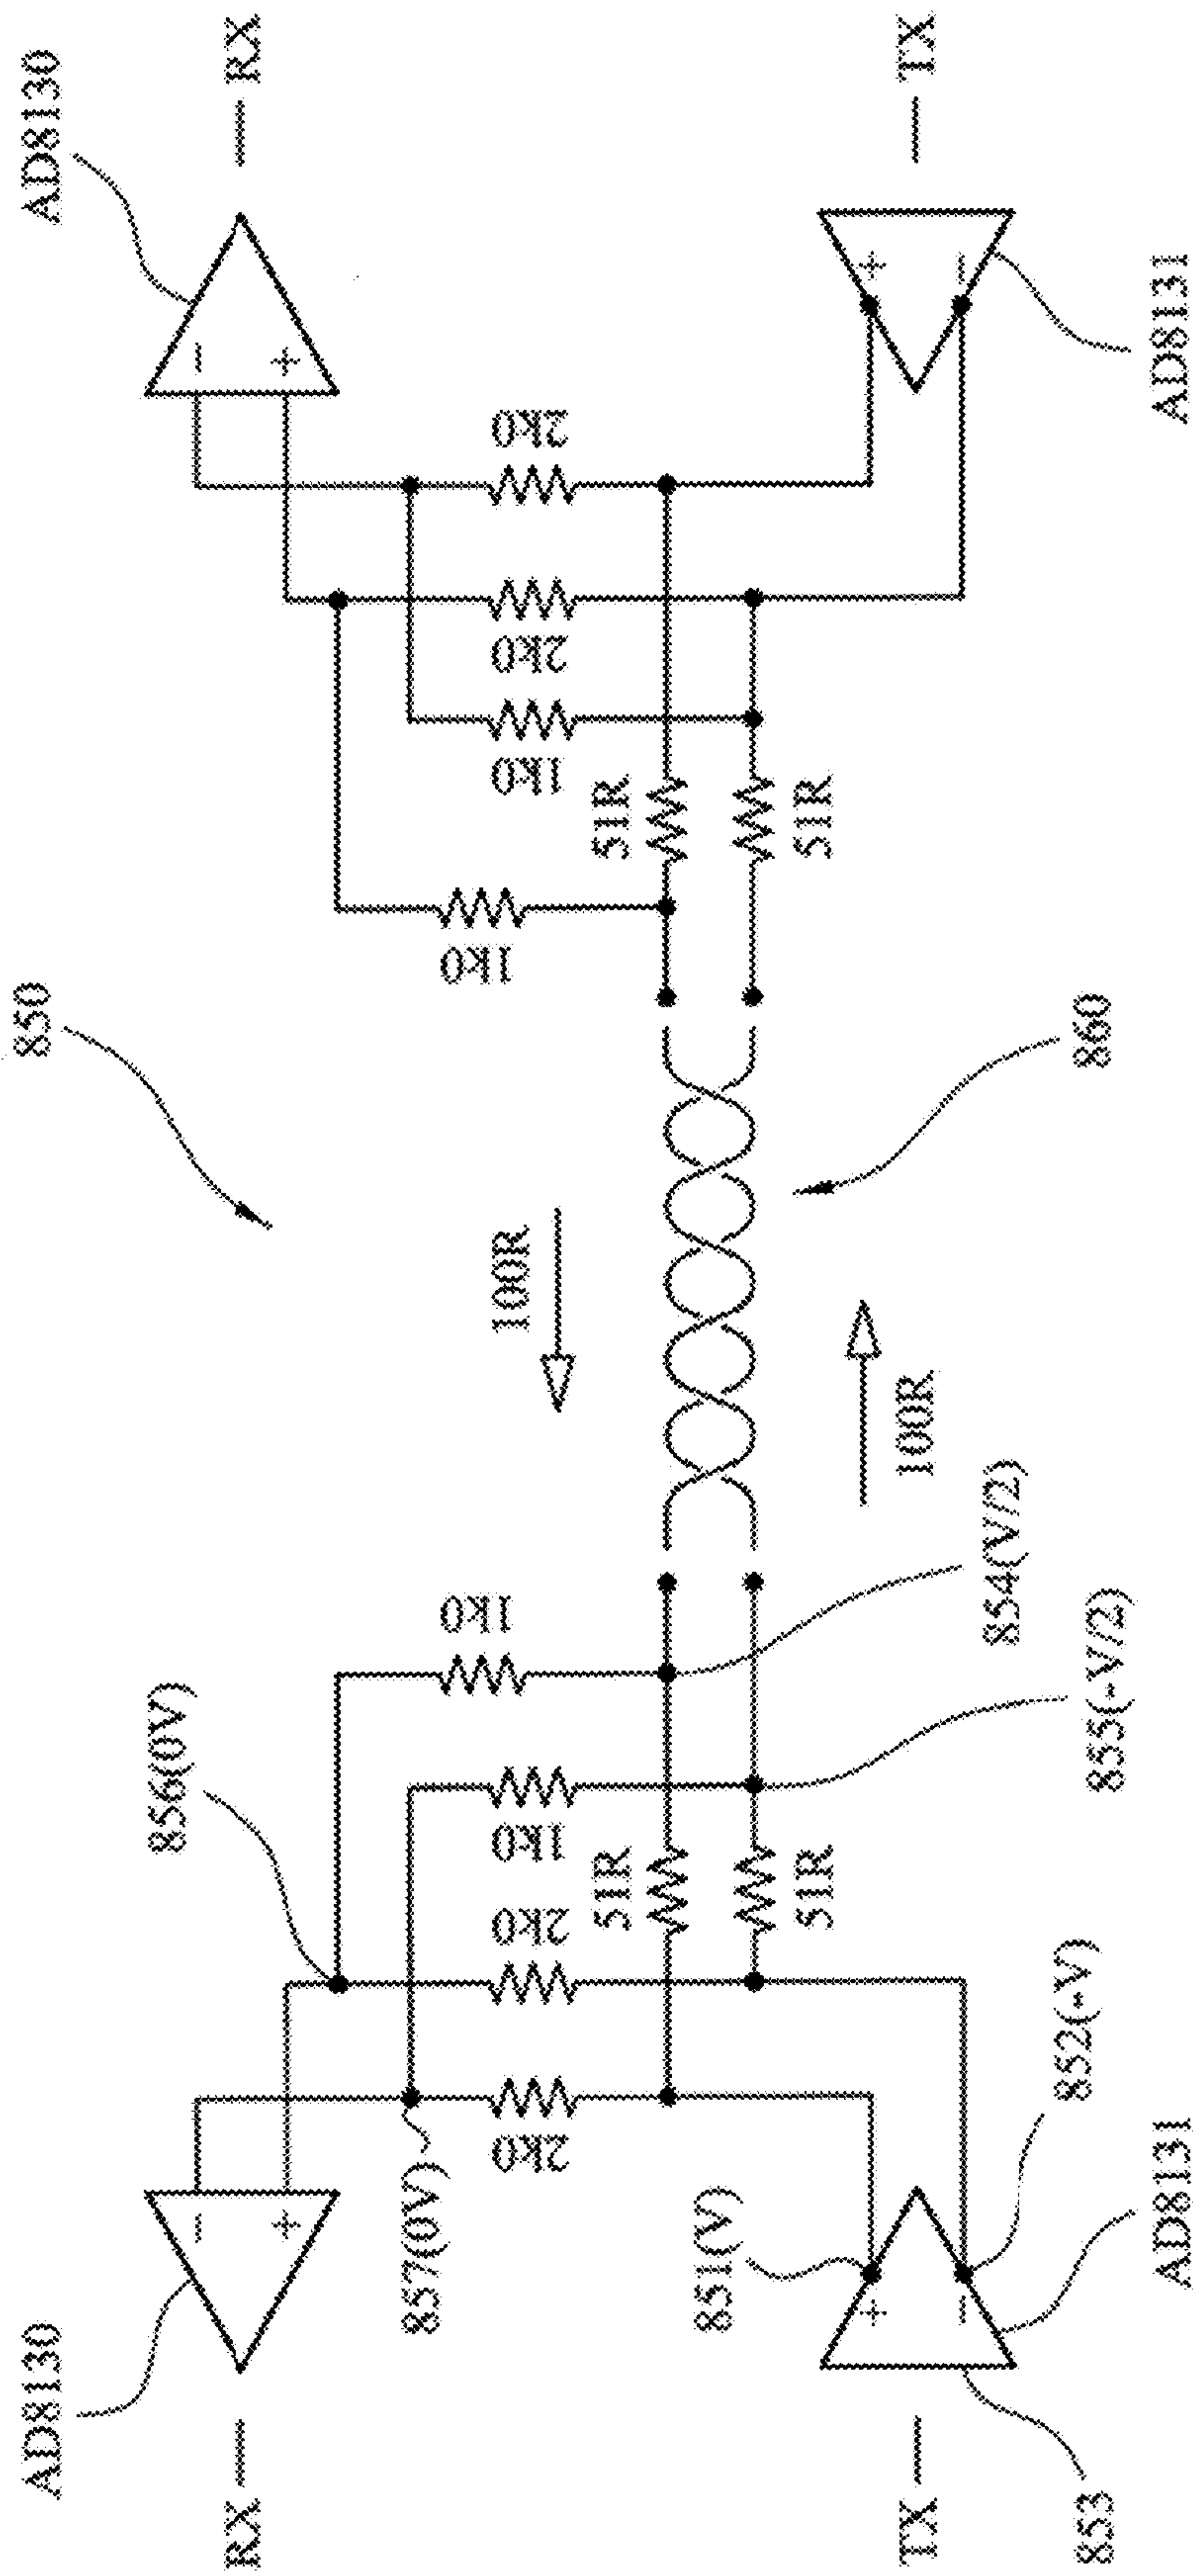 AD8130
850
AD8130
856(0V)
RX
RX
857(0V)
1k0
1k0
2k0
2k0
1k0
100R
1k0
2k0
2k0
51R
51R
851(V)
51R
51R
TX
100R
TX
854(V/2)
853
852(-V)
855(-V/2)
860
AD8131
AD8131
+
−
+
−
−
+
−
+